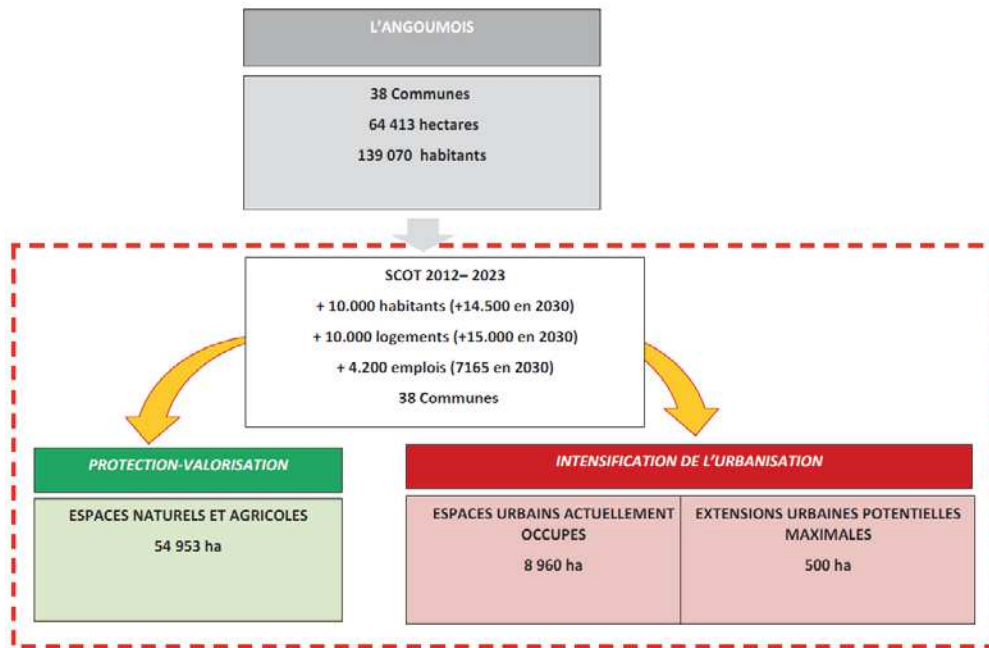 L'ANGOUMOIS
38 Communes
64 413 hectares
139 070 habitants
SCOT 2012– 2023
+ 10.000 habitants (+14.500 en 2030)
+ 10.000 logements (+15.000 en 2030)
+ 4.200 emplois (7165 en 2030)
38 Communes
PROTECTION-VALORISATION
ESPACES NATURELS ET AGRICOLES
54 953 ha
INTENSIFICATION DE L'URBANISATION
ESPACES URBAINS ACTUELLEMENT
OCCUPES
8 960 ha
EXTENSIONS URBAINES POTENTIELLES
MAXIMALES
500 ha